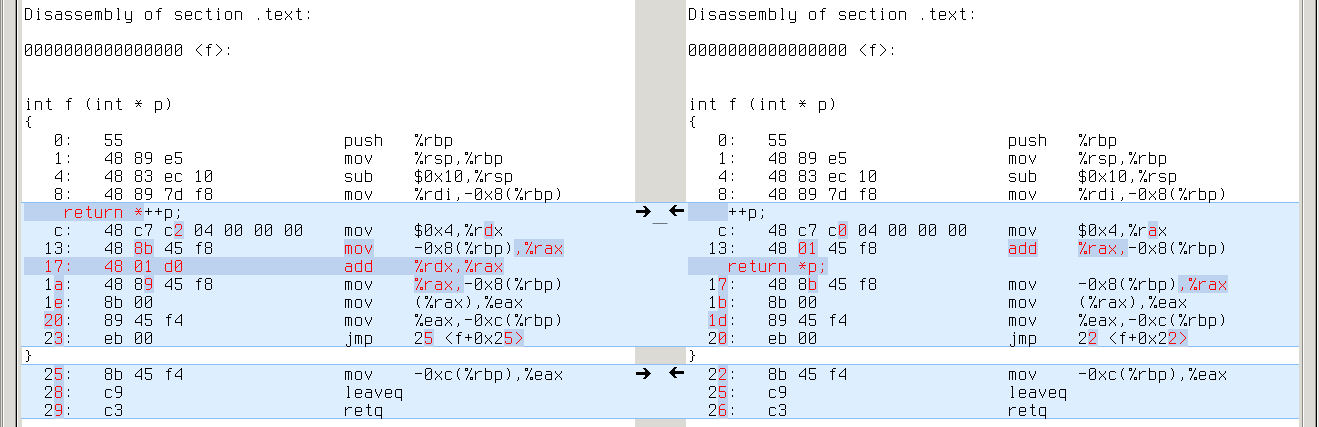 Disassembly of section .text:
0000000000000000 <f>:
int f (int * p)
{
0: 55 push %rbp
1: 48 89 e5 mov %rsp,%rbp
4: 48 83 ec 10 sub $0x10,%rsp
8: 48 89 7d f8 mov %rdi,-0x8(%rbp)
return *++p;
c: 48 c7 c2 04 00 00 00 mov $0x4,%rdx
13: 48 8b 45 f8 mov -0x8(%rbp),%rax
17: 48 01 d0 add %rdx,%rax
1a: 48 89 45 f8 mov %rax,-0x8(%rbp)
1e: 8b 00 mov (%rax),%eax
20: 89 45 f4 mov %eax,-0xc(%rbp)
23: eb 00 jmp 25 <f+0x25>
}
25: 8b 45 f4 mov -0xc(%rbp),%eax
28: c9 leaveq
29: c3 retq
Disassembly of section .text:
0000000000000000 <f>:
int f (int * p)
{
0: 55 push %rbp
1: 48 89 e5 mov %rsp,%rbp
4: 48 83 ec 10 sub $0x10,%rsp
8: 48 89 7d f8 mov %rdi,-0x8(%rbp)
++p;
c: 48 c7 c0 04 00 00 00 mov $0x4,%rax
13: 48 01 45 f8 add %rax,-0x8(%rbp)
return *p;
17: 48 8b 45 f8 mov -0x8(%rbp),%rax
1b: 8b 00 mov (%rax),%eax
1d: 89 45 f4 mov %eax,-0xc(%rbp)
20: eb 00 jmp 22 <f+0x22>
}
22: 8b 45 f4 mov -0xc(%rbp),%eax
25: c9 leaveq
26: c3 retq